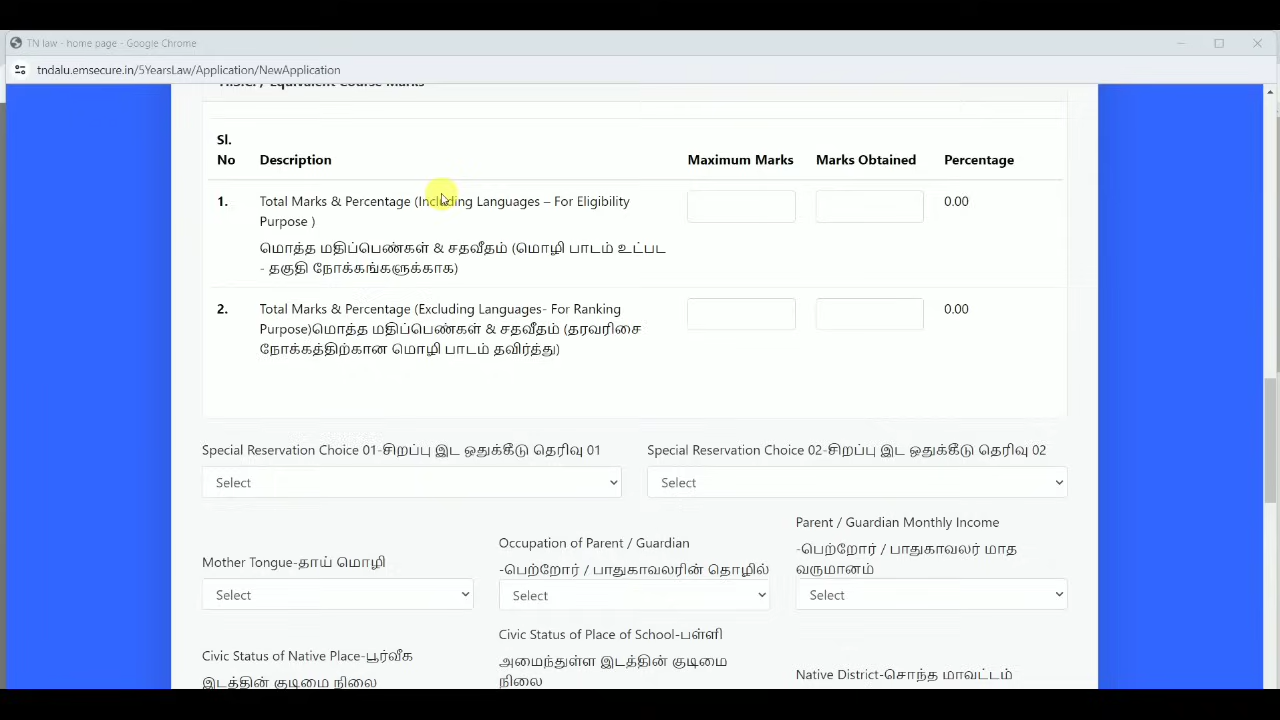 TN law - home page - Google Chrome
tndalu.emsecure.in/5YearsLaw/Application/NewApplication
H.S.C. / Equivalent Course Marks
Sl. No Description Maximum Marks Marks Obtained Percentage
1. Total Marks & Percentage (Including Languages – For Eligibility 0.00
Purpose )
மொத்த மதிப்பெண்கள் & சதவீதம் (மொழி பாடம் உட்பட
- தகுதி நோக்கங்களுக்காக)
2. Total Marks & Percentage (Excluding Languages- For Ranking 0.00
Purpose)மொத்த மதிப்பெண்கள் & சதவீதம் (தரவரிசை
நோக்கத்திற்கான மொழி பாடம் தவிர்த்து)
Special Reservation Choice 01-சிறப்பு இட ஒதுக்கீடு தெரிவு 01
Select
Special Reservation Choice 02-சிறப்பு இட ஒதுக்கீடு தெரிவு 02
Select
Mother Tongue-தாய் மொழி
Select
Occupation of Parent / Guardian
-பெற்றோர் / பாதுகாவலரின் தொழில்
Select
Parent / Guardian Monthly Income
-பெற்றோர் / பாதுகாவலர் மாத
வருமானம்
Select
Civic Status of Native Place-பூர்வீக
இடத்தின் குடிமை நிலை
Civic Status of Place of School-பள்ளி
அமைந்துள்ள இடத்தின் குடிமை
நிலை
Native District-சொந்த மாவட்டம்